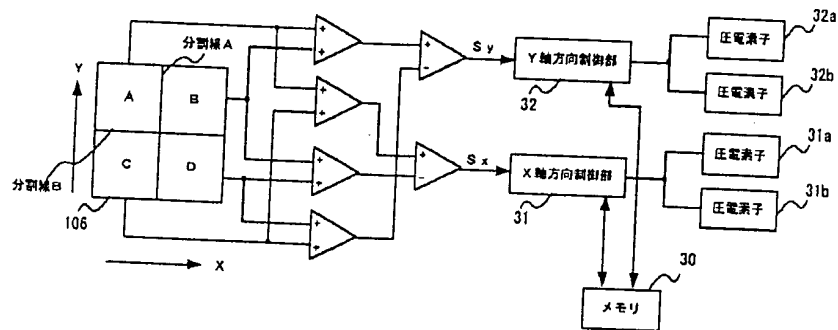 分割線A
Y
A
B
C
D
分割線B
106
X
+
+
+
+
+
+
+
+
+
-
+
-
Sy
Sx
Y軸方向制御部
32
X軸方向制御部
31
圧電素子
32a
圧電素子
32b
圧電素子
31a
圧電素子
31b
メモリ
30